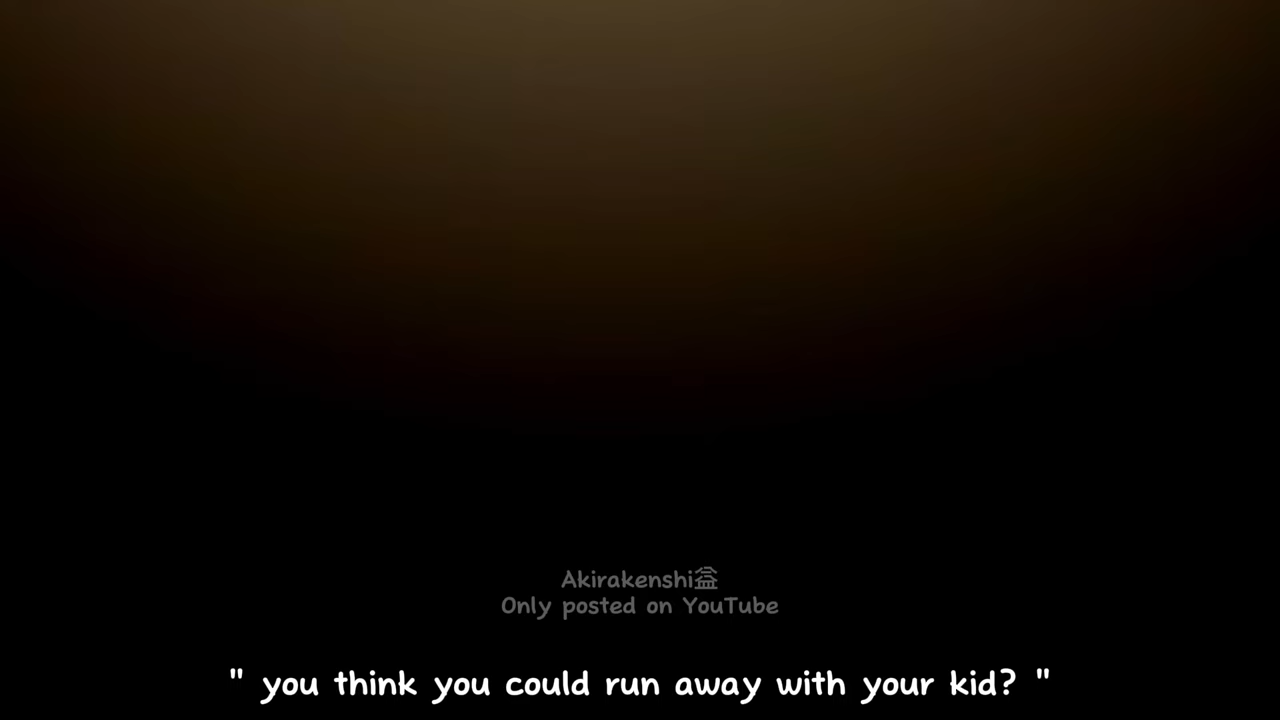 Akirakenshi益
Only posted on YouTube
" you think you could run away with your kid? "